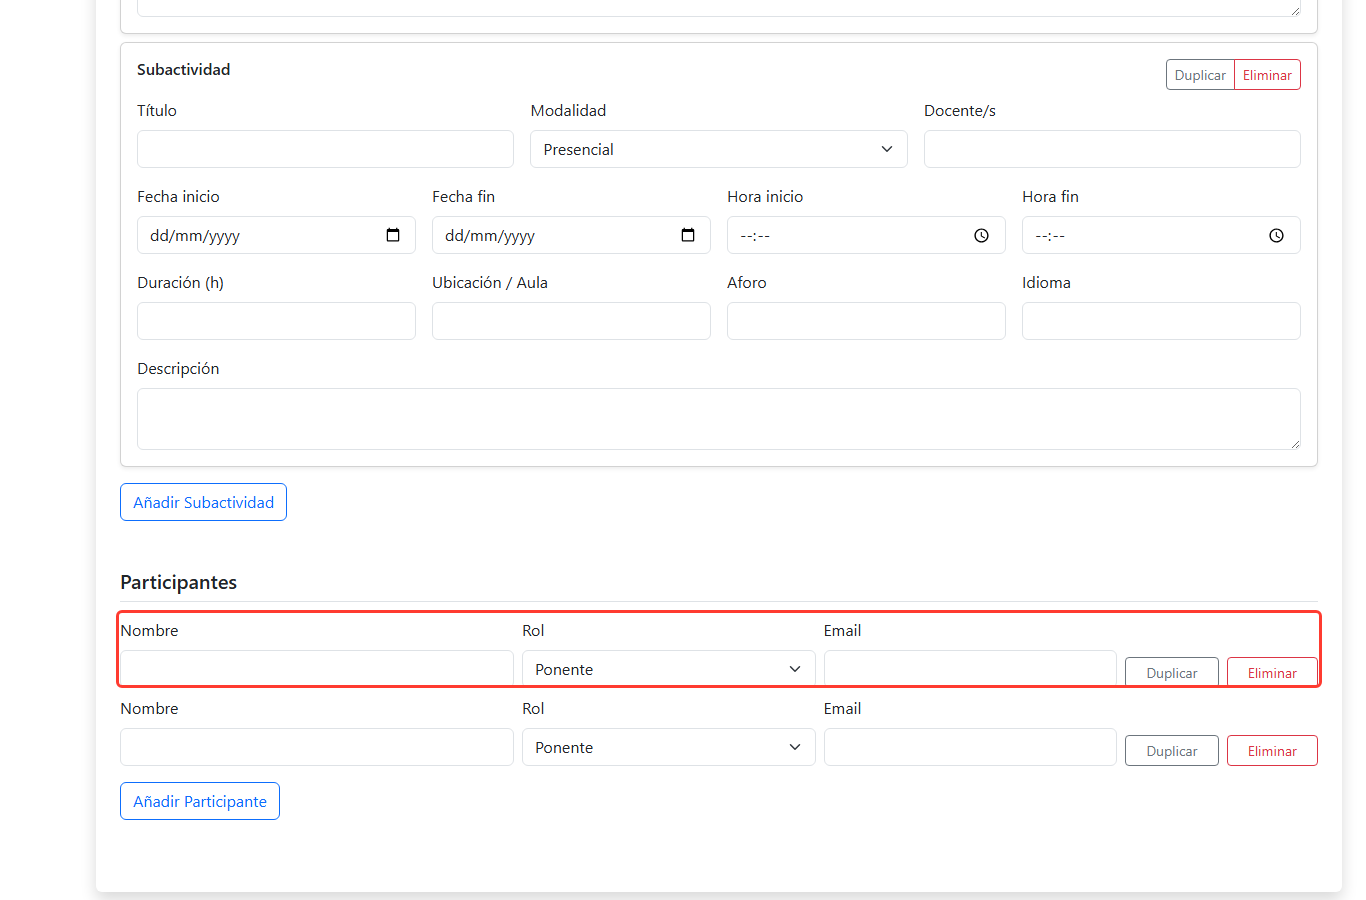 Subactividad Duplicar Eliminar
Título Modalidad Docente/s
Presencial
Fecha inicio Fecha fin Hora inicio Hora fin
dd/mm/yyyy dd/mm/yyyy --:-- --:--
Duración (h) Ubicación / Aula Aforo Idioma
Descripción
Añadir Subactividad
Participantes
Nombre Rol Email
Ponente Duplicar Eliminar
Nombre Rol Email
Ponente Duplicar Eliminar
Añadir Participante